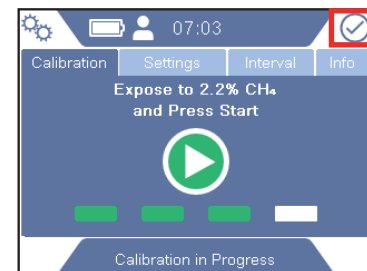 07:03
Calibration Settings Interval Info
Expose to 2.2% CH₄
and Press Start
Calibration in Progress